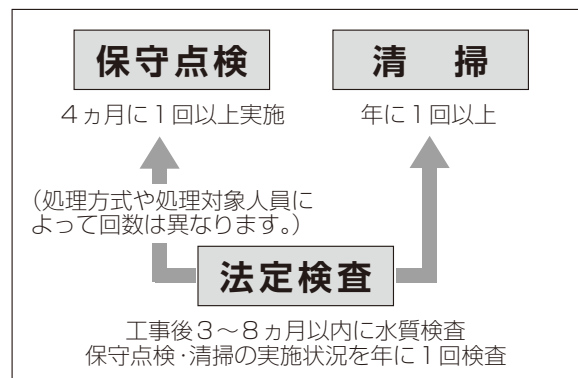 保守点検
清　掃
4ヵ月に1回以上実施
年に1回以上
（処理方式や処理対象人員に
よって回数は異なります。）
法定検査
工事後3～8ヵ月以内に水質検査
保守点検・清掃の実施状況を年に1回検査